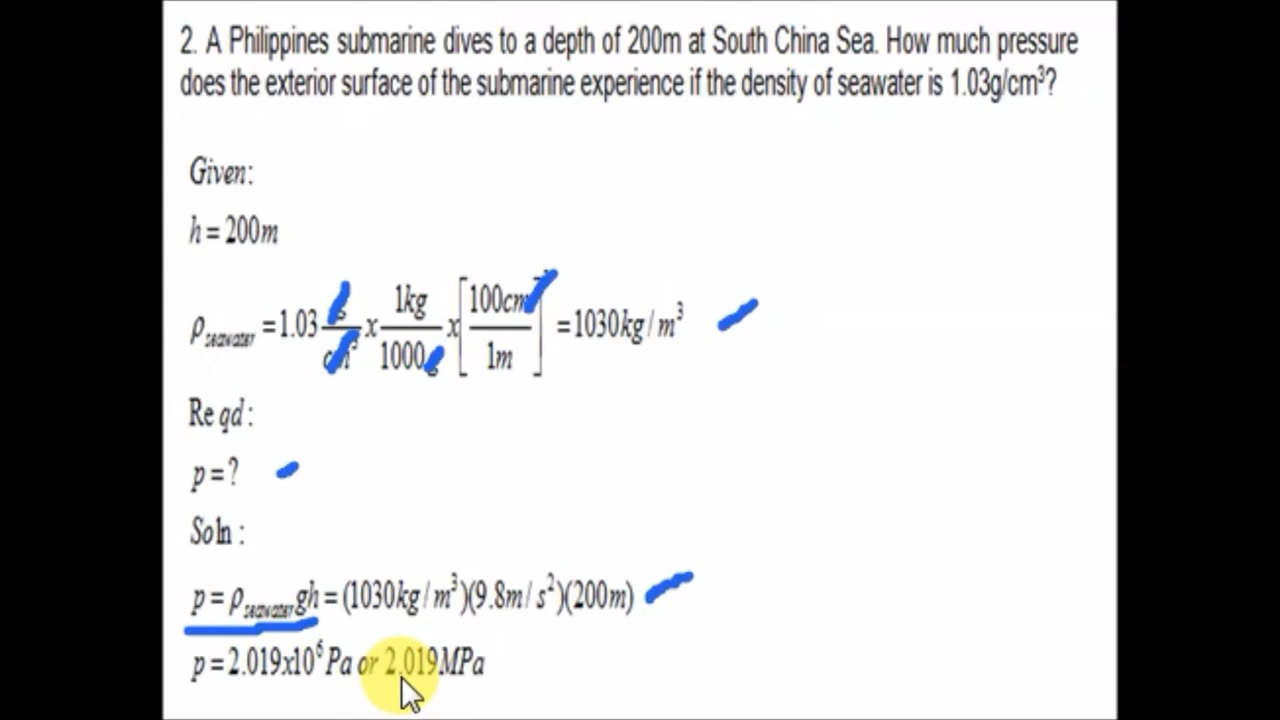 2. A Philippines submarine dives to a depth of 200m at South China Sea. How much pressure
does the exterior surface of the submarine experience if the density of seawater is 1.03g/cm³?
Given:
h = 200m
ρseawater = 1.03 g/cm³ x 1kg/1000g x [100cm/1m]³ = 1030kg/m³
Re qd:
p = ?
Soln:
p = ρseawater gh = (1030kg/m³)(9.8m/s²)(200m)
p = 2.019x10⁶ Pa or 2.019MPa